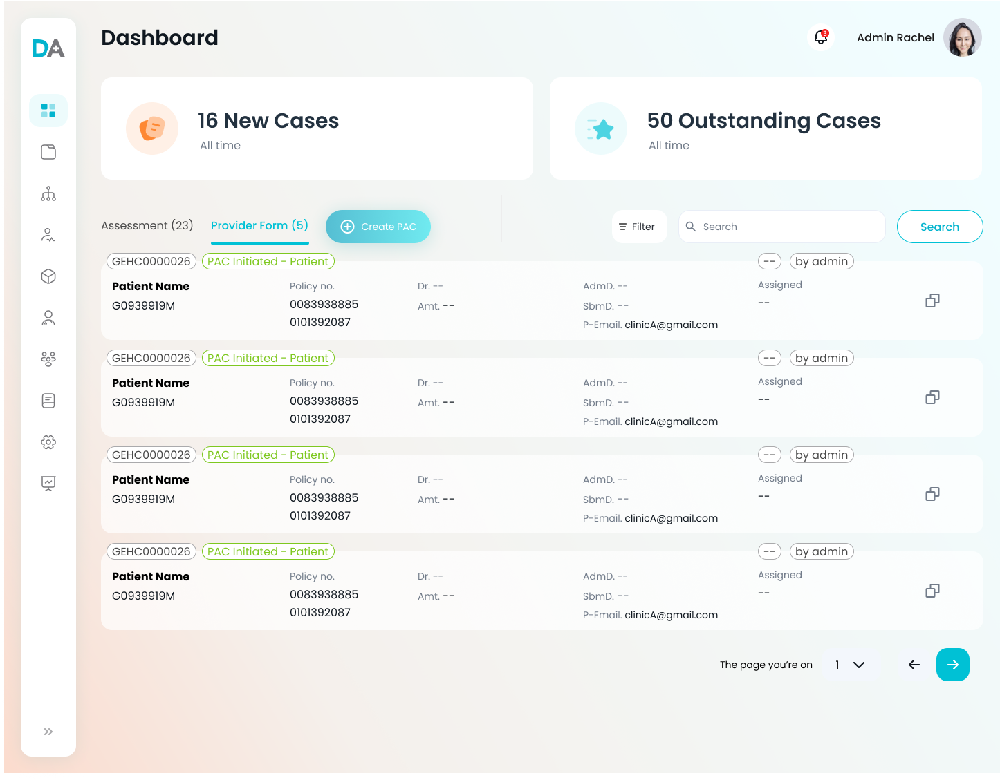 DA
Dashboard
3
Admin Rachel
16 New Cases
All time
50 Outstanding Cases
All time
Assessment (23)
Provider Form (5)
Create PAC
Filter
Search
Search
GEHC0000026 PAC Initiated - Patient -- by admin
Patient Name Policy no. Dr. -- AdmD. -- Assigned
G0939919M 0083938885 Amt. -- SbmD. -- --
0101392087 P-Email. clinicA@gmail.com
GEHC0000026 PAC Initiated - Patient -- by admin
Patient Name Policy no. Dr. -- AdmD. -- Assigned
G0939919M 0083938885 Amt. -- SbmD. -- --
0101392087 P-Email. clinicA@gmail.com
GEHC0000026 PAC Initiated - Patient -- by admin
Patient Name Policy no. Dr. -- AdmD. -- Assigned
G0939919M 0083938885 Amt. -- SbmD. -- --
0101392087 P-Email. clinicA@gmail.com
GEHC0000026 PAC Initiated - Patient -- by admin
Patient Name Policy no. Dr. -- AdmD. -- Assigned
G0939919M 0083938885 Amt. -- SbmD. -- --
0101392087 P-Email. clinicA@gmail.com
The page you’re on 1